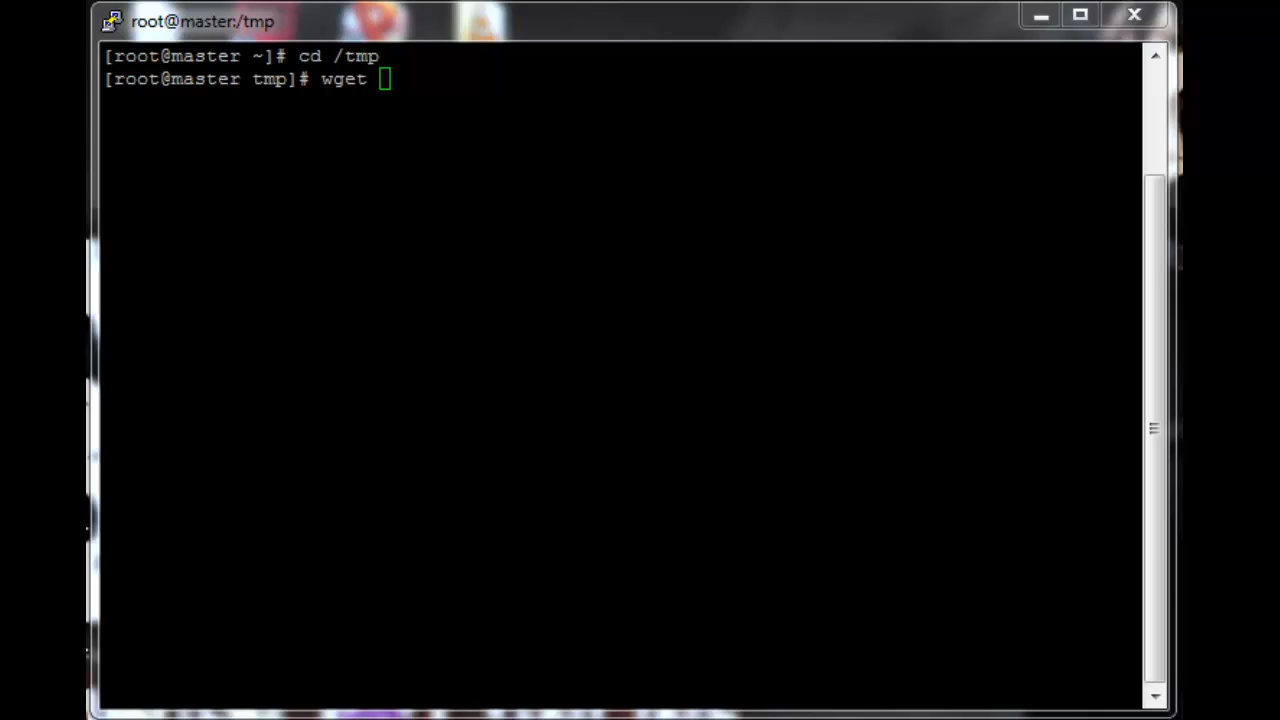 root@master:/tmp
[root@master ~]# cd /tmp
[root@master tmp]# wget